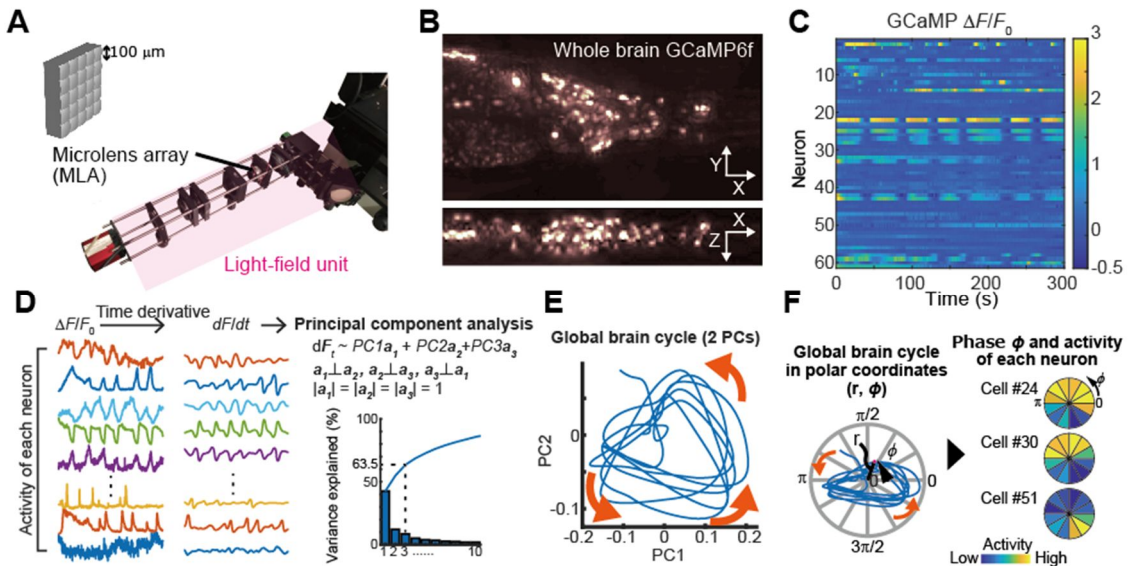 A
100 μm
Microlens array
(MLA)
Light-field unit
B
Whole brain GCaMP6f
Y
X
X
Z
C
GCaMP ΔF/F0
Neuron
10
20
30
40
50
60
0
100
200
300
Time (s)
3
2
1
0
-0.5
D
Time derivative
ΔF/F0
dF/dt
Activity of each neuron
Principal component analysis
dFt ~ PC1a1 + PC2a2+PC3a3
a1⊥a2, a2⊥a3, a3⊥a1
|a1| = |a2| = |a3| = 1
Variance explained (%)
100
63.5
50
0
1 2 3 ...... 10
E
Global brain cycle (2 PCs)
PC2
0
-0.1
-0.2
-0.1
0
0.1
0.2
PC1
F
Global brain cycle
in polar coordinates
(r, ϕ)
π/2
r
ϕ
π
0
0
3π/2
Phase ϕ and activity
of each neuron
Cell #24
ϕ
π
0
Cell #30
Cell #51
Activity
Low
High